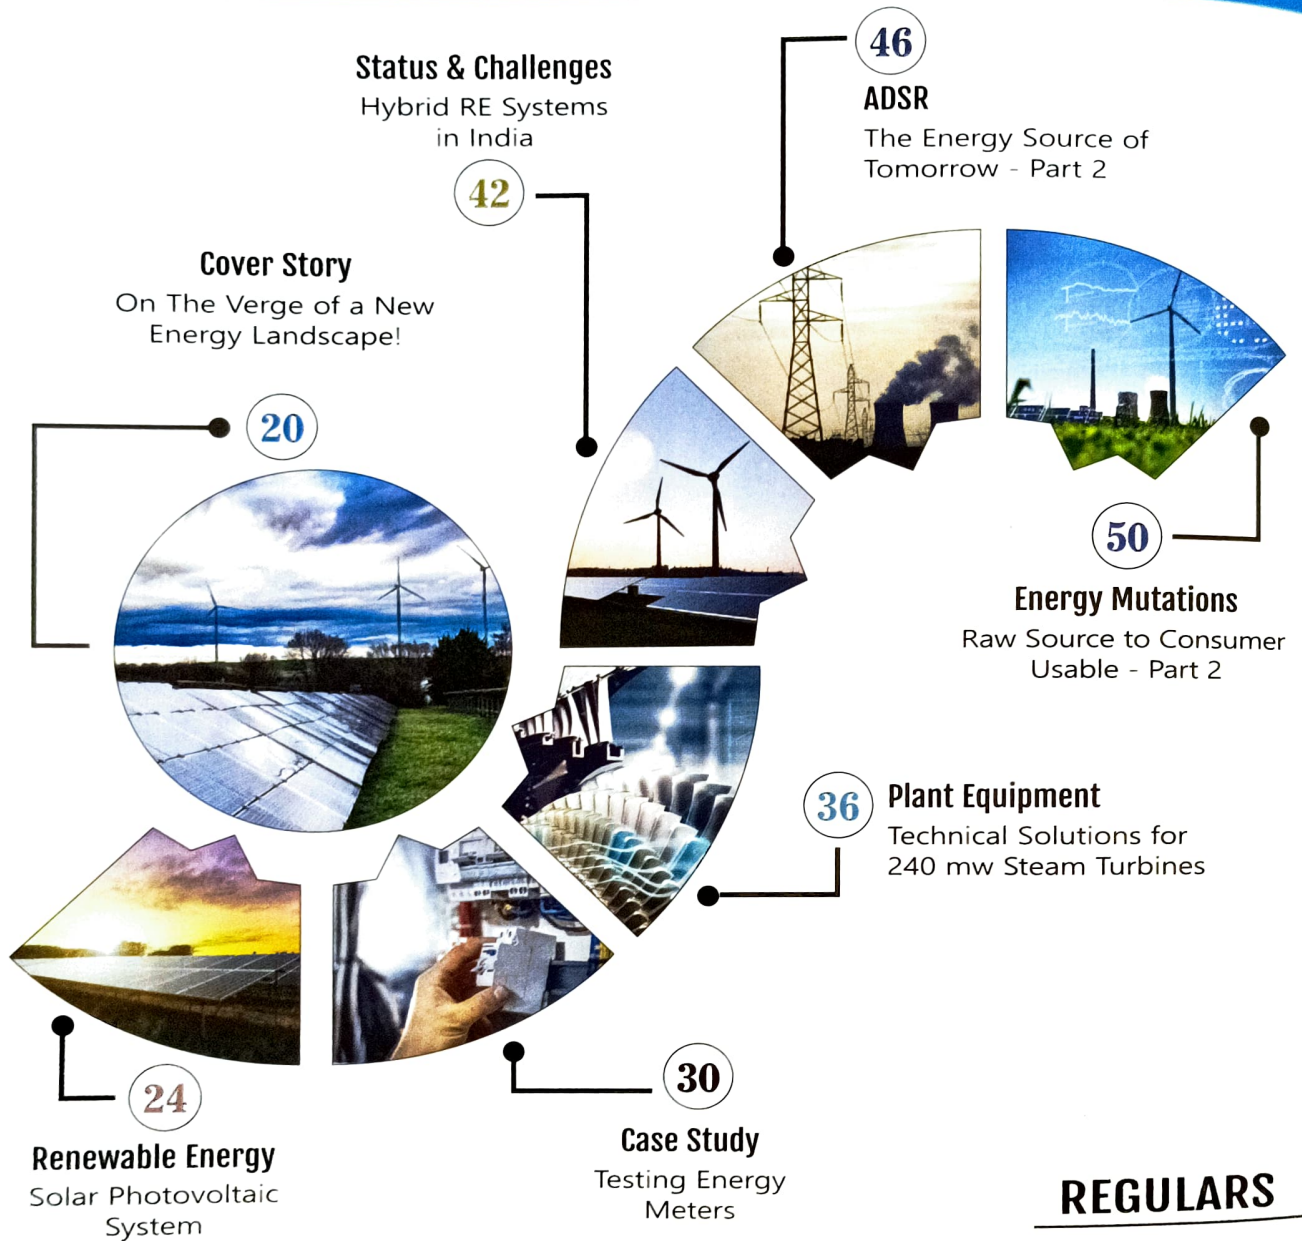 46
ADSR
The Energy Source of
Tomorrow - Part 2
Status & Challenges
Hybrid RE Systems
in India
42
Cover Story
On The Verge of a New
Energy Landscape!
20
50
Energy Mutations
Raw Source to Consumer
Usable - Part 2
36
Plant Equipment
Technical Solutions for
240 mw Steam Turbines
30
Case Study
Testing Energy
Meters
24
Renewable Energy
Solar Photovoltaic
System
REGULARS